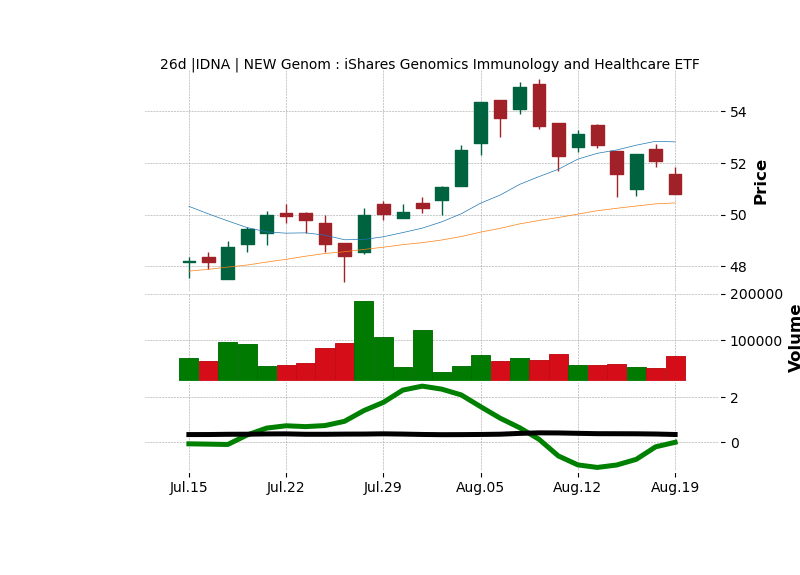 26d |IDNA | NEW Genom : iShares Genomics Immunology and Healthcare ETF
54
52
50
48
Price
200000
100000
Volume
2
0
Jul.15 Jul.22 Jul.29 Aug.05 Aug.12 Aug.19